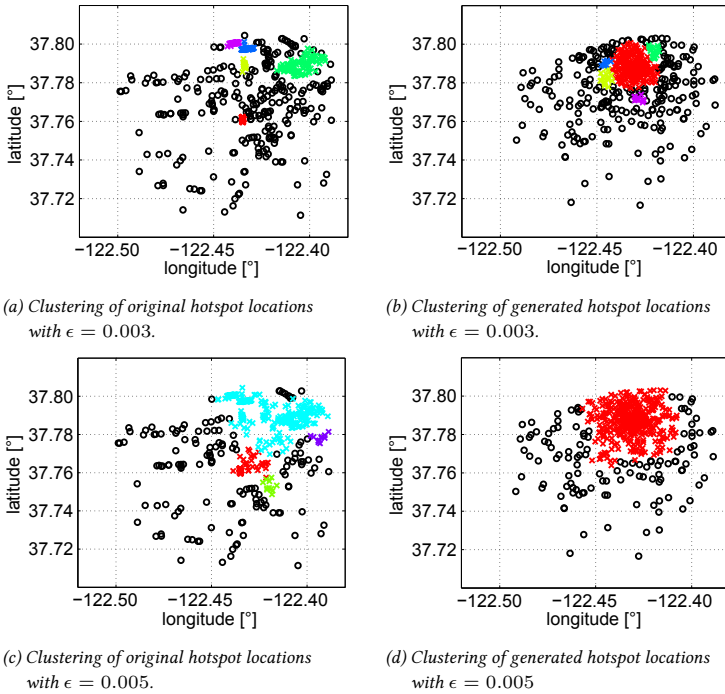 37.80
37.78
37.76
37.74
37.72
latitude [°]
−122.50
−122.45
−122.40
longitude [°]
(a) Clustering of original hotspot locations
with ϵ = 0.003.
37.80
37.78
37.76
37.74
37.72
latitude [°]
−122.50
−122.45
−122.40
longitude [°]
(b) Clustering of generated hotspot locations
with ϵ = 0.003.
37.80
37.78
37.76
37.74
37.72
latitude [°]
−122.50
−122.45
−122.40
longitude [°]
(c) Clustering of original hotspot locations
with ϵ = 0.005.
37.80
37.78
37.76
37.74
37.72
latitude [°]
−122.50
−122.45
−122.40
longitude [°]
(d) Clustering of generated hotspot locations
with ϵ = 0.005